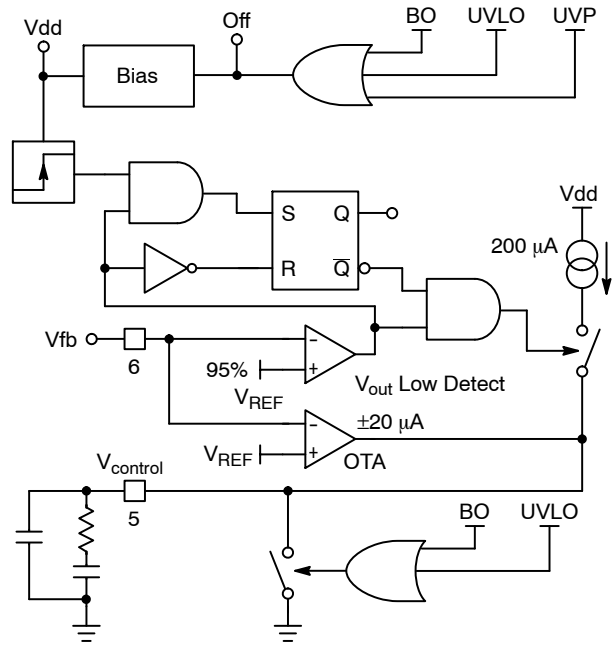 BO UVLO UVP
Off
Vdd
Bias
Vdd
S Q
200 µA
R Q̅
Vfb
6
95%
VREF
Vout Low Detect
±20 µA
VREF
OTA
Vcontrol
5
BO UVLO
- +
- +